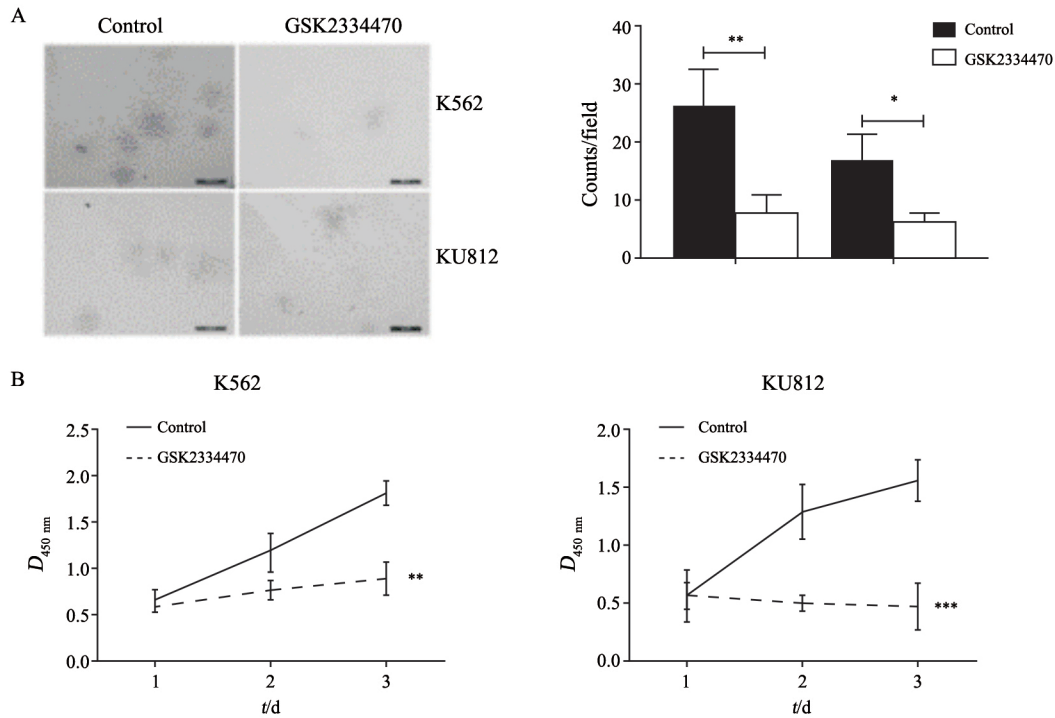 A
Control
GSK2334470
K562
KU812
Counts/field
40
30
20
10
0
**
*
Control
GSK2334470
B
K562
2.5
2.0
1.5
1.0
0.5
0.0
D450 nm
Control
GSK2334470
**
1 2 3
t/d
KU812
2.0
1.5
1.0
0.5
0.0
D450 nm
Control
GSK2334470
***
1 2 3
t/d